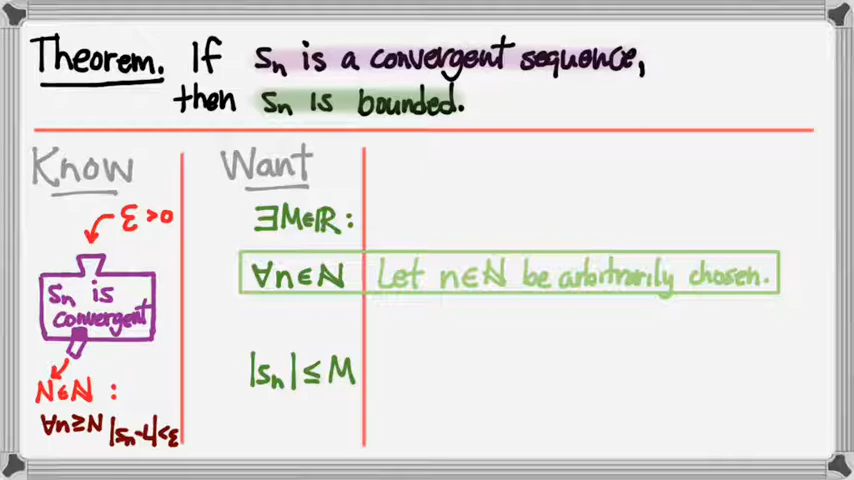 Theorem. If sn is a convergent sequence,
then sn is bounded.
Know
Want
ε>0
sn is
convergent
N∈ℕ :
∀n≥N |sn-L|<ε
∃M∈ℝ:
∀n∈ℕ Let n∈ℕ be arbitrarily chosen.
|sn|≤M